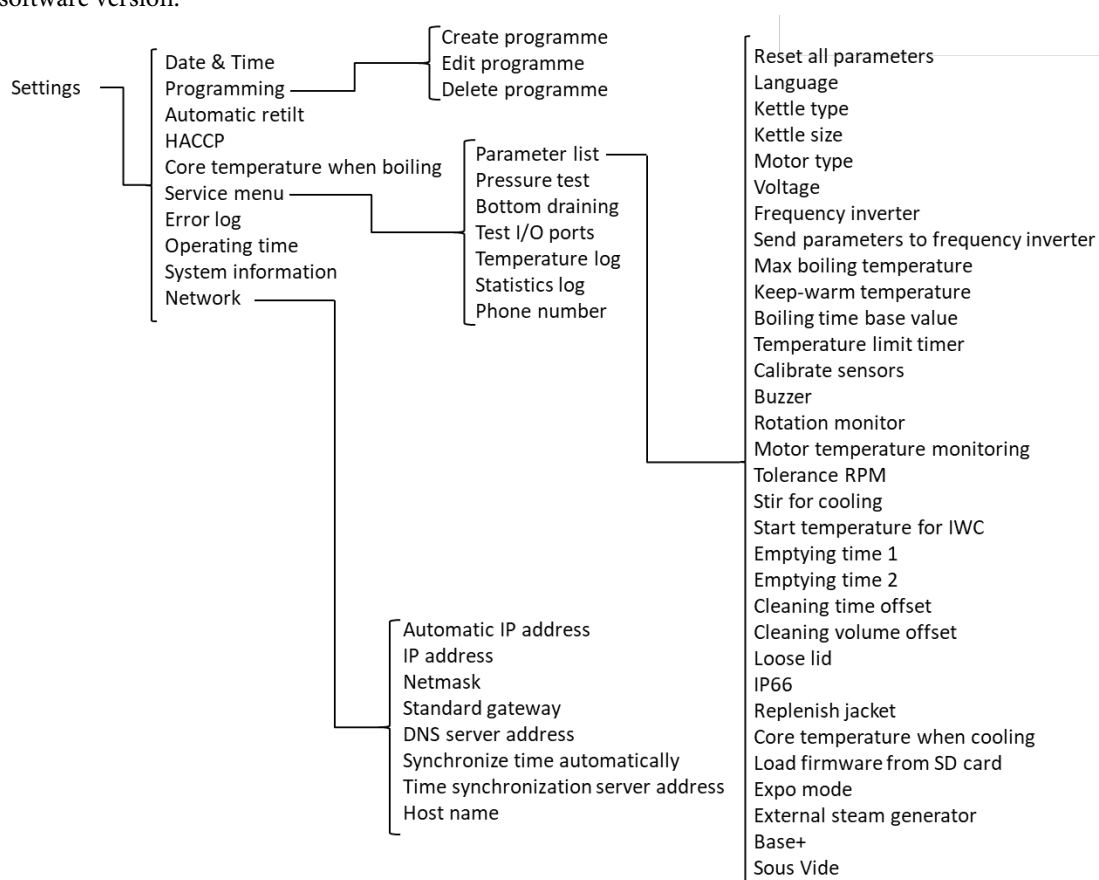 software version.
Settings
Date & Time
Programming
Automatic retilt
HACCP
Core temperature when boiling
Service menu
Error log
Operating time
System information
Network
Create programme
Edit programme
Delete programme
Parameter list
Pressure test
Bottom draining
Test I/O ports
Temperature log
Statistics log
Phone number
Automatic IP address
IP address
Netmask
Standard gateway
DNS server address
Synchronize time automatically
Time synchronization server address
Host name
Reset all parameters
Language
Kettle type
Kettle size
Motor type
Voltage
Frequency inverter
Send parameters to frequency inverter
Max boiling temperature
Keep-warm temperature
Boiling time base value
Temperature limit timer
Calibrate sensors
Buzzer
Rotation monitor
Motor temperature monitoring
Tolerance RPM
Stir for cooling
Start temperature for IWC
Emptying time 1
Emptying time 2
Cleaning time offset
Cleaning volume offset
Loose lid
IP66
Replenish jacket
Core temperature when cooling
Load firmware from SD card
Expo mode
External steam generator
Base+
Sous Vide